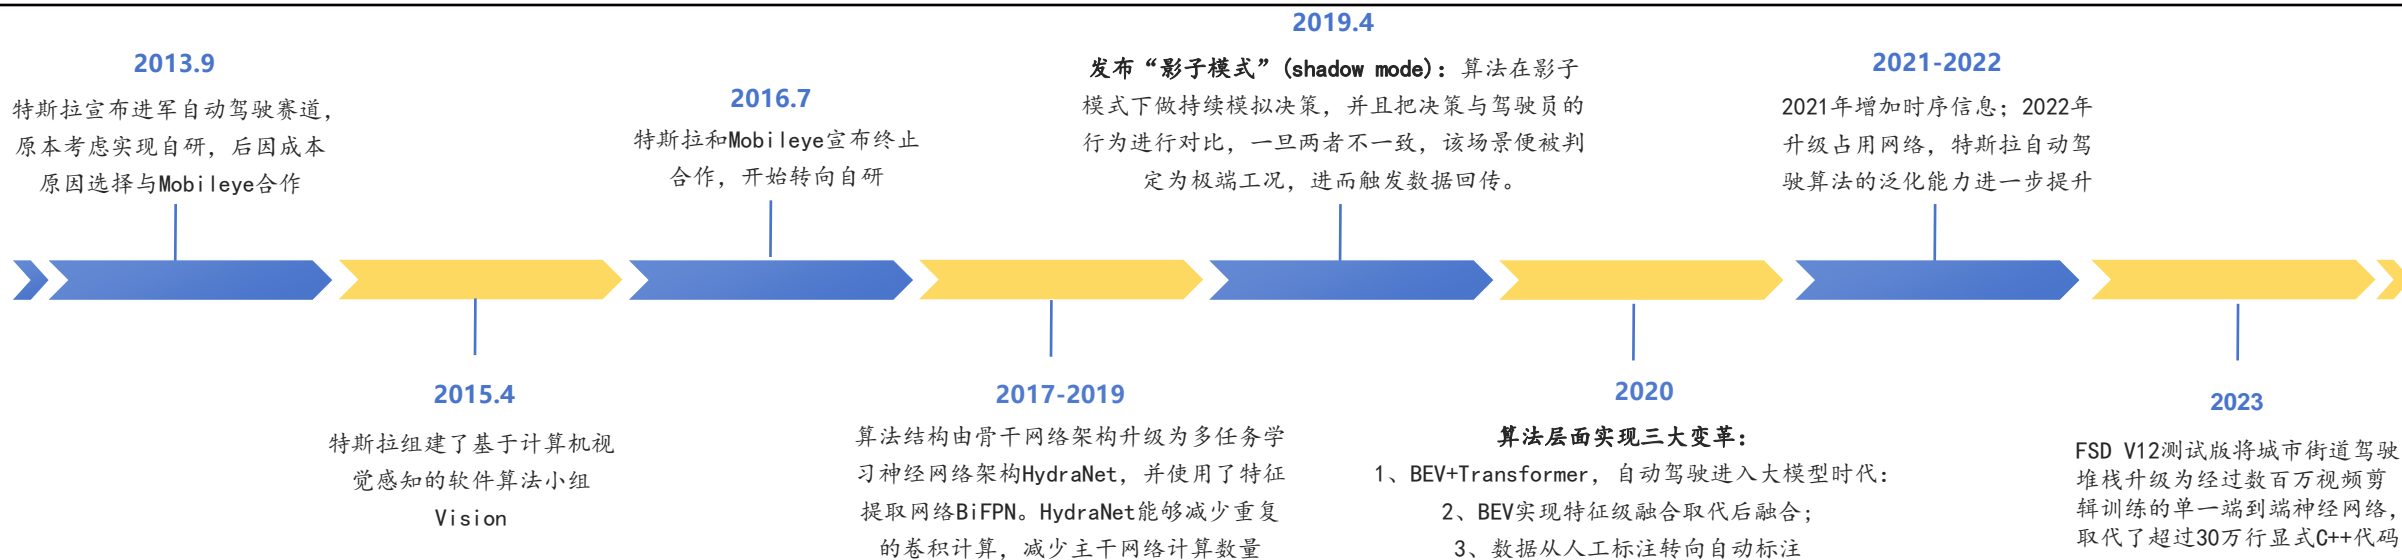 2013.9
特斯拉宣布进军自动驾驶赛道，
原本考虑实现自研，后因成本
原因选择与Mobileye合作
2015.4
特斯拉组建了基于计算机视
觉感知的软件算法小组
Vision
2016.7
特斯拉和Mobileye宣布终止
合作，开始转向自研
2017-2019
算法结构由骨干网络架构升级为多任务学
习神经网络架构HydraNet，并使用了特征
提取网络BiFPN。HydraNet能够减少重复
的卷积计算，减少主干网络计算数量
2019.4
发布“影子模式”(shadow mode)：算法在影子
模式下做持续模拟决策，并且把决策与驾驶员的
行为进行对比，一旦两者不一致，该场景便被判
定为极端工况，进而触发数据回传。
2020
算法层面实现三大变革：
1、BEV+Transformer，自动驾驶进入大模型时代：
2、BEV实现特征级融合取代后融合；
3、数据从人工标注转向自动标注
2021-2022
2021年增加时序信息；2022年
升级占用网络，特斯拉自动驾
驶算法的泛化能力进一步提升
2023
FSD V12测试版将城市街道驾驶
堆栈升级为经过数百万视频剪
辑训练的单一端到端神经网络，
取代了超过30万行显式C++代码